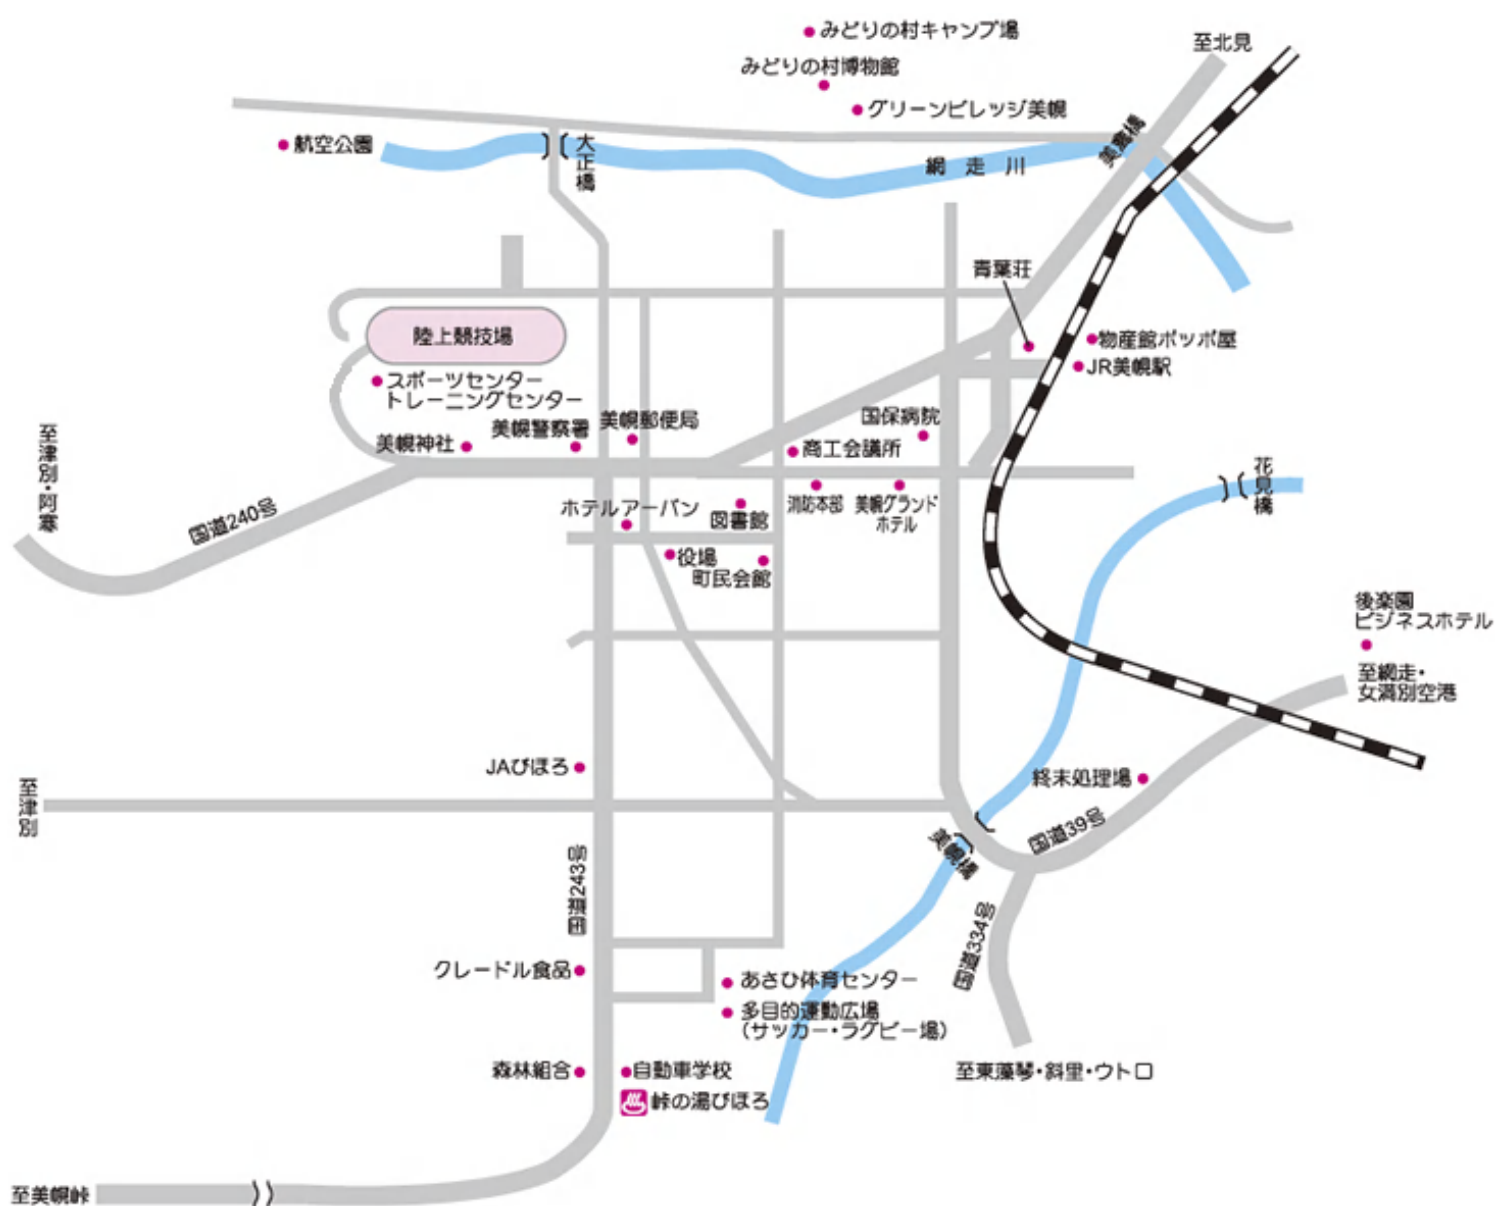 みどりの村キャンプ場
至北見
みどりの村博物館
グリーンビレッジ美幌
航空公園
大正橋
美禽橋
網走川
青葉荘
陸上競技場
物産館ポッポ屋
JR美幌駅
スポーツセンター
トレーニングセンター
美幌郵便局
国保病院
美幌警察署
美幌神社
商工会議所
至津別・阿寒
国道240号
ホテルアーバン
図書館
消防本部
美幌グランド
ホテル
花見橋
役場
町民会館
後楽園
ビジネスホテル
至網走・
女満別空港
JAびほろ
終末処理場
至津別
国道39号
美幌橋
国道243号
国道334号
クレードル食品
あさひ体育センター
多目的運動広場
(サッカー・ラグビー場)
森林組合
自動車学校
至東藻琴・斜里・ウトロ
峠の湯びほろ
至美幌峠